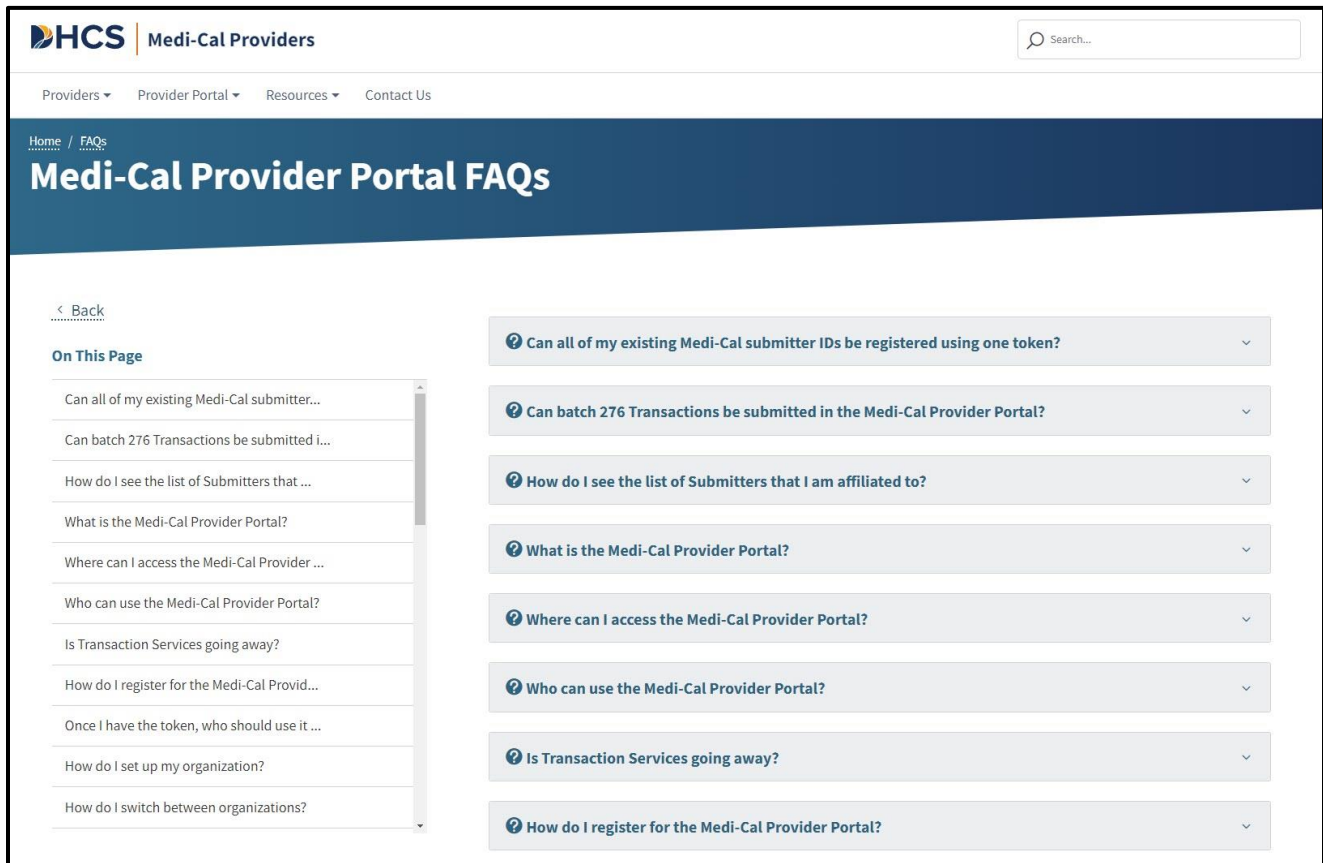 DHCS Medi-Cal Providers
Search...
Providers Provider Portal Resources Contact Us
Home / FAQs
Medi-Cal Provider Portal FAQs
< Back
On This Page
Can all of my existing Medi-Cal submitter...
Can batch 276 Transactions be submitted i...
How do I see the list of Submitters that ...
What is the Medi-Cal Provider Portal?
Where can I access the Medi-Cal Provider ...
Who can use the Medi-Cal Provider Portal?
Is Transaction Services going away?
How do I register for the Medi-Cal Provid...
Once I have the token, who should use it ...
How do I set up my organization?
How do I switch between organizations?
Can all of my existing Medi-Cal submitter IDs be registered using one token?
Can batch 276 Transactions be submitted in the Medi-Cal Provider Portal?
How do I see the list of Submitters that I am affiliated to?
What is the Medi-Cal Provider Portal?
Where can I access the Medi-Cal Provider Portal?
Who can use the Medi-Cal Provider Portal?
Is Transaction Services going away?
How do I register for the Medi-Cal Provider Portal?